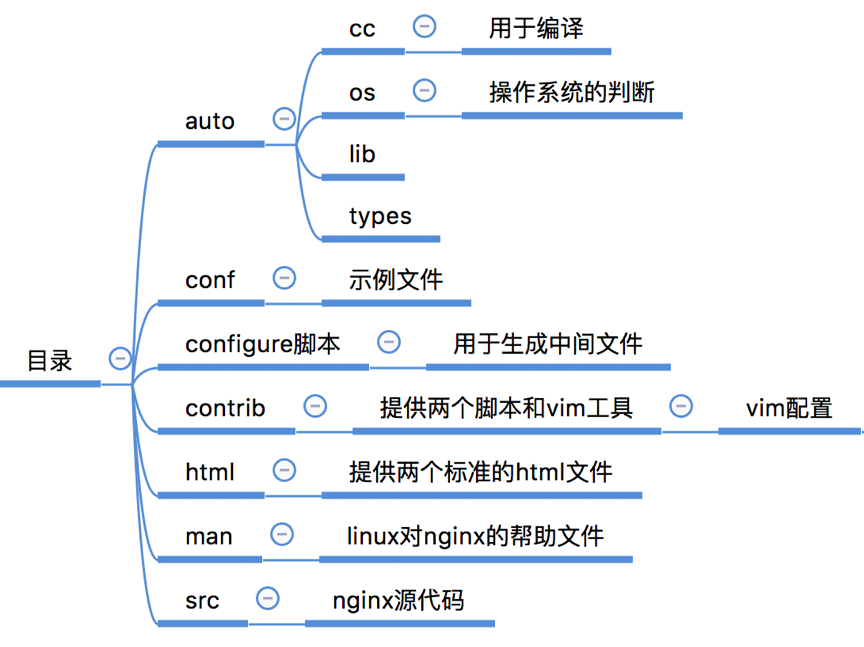 cc 用于编译
os 操作系统的判断
auto
lib
types
conf 示例文件
configure脚本 用于生成中间文件
目录
contrib 提供两个脚本和vim工具 vim配置
html 提供两个标准的html文件
man linux对nginx的帮助文件
src nginx源代码